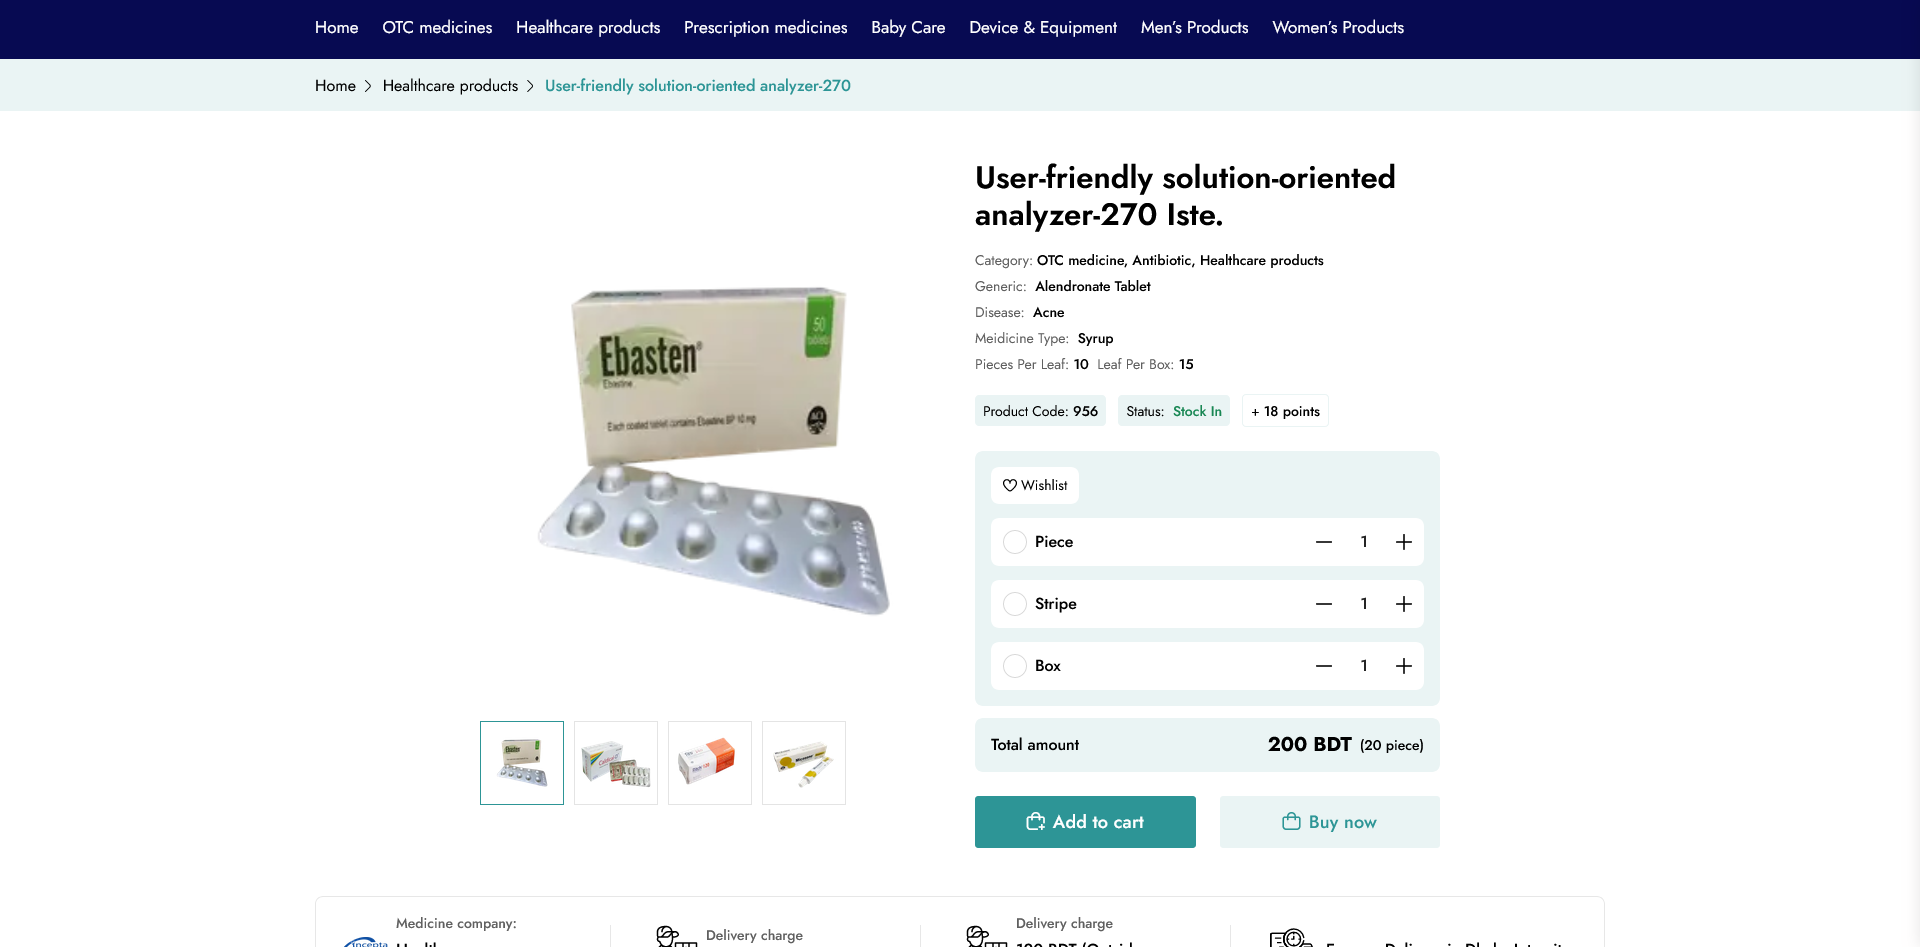 Home OTC medicines Healthcare products Prescription medicines Baby Care Device & Equipment Men's Products Women's Products
Home Healthcare products User-friendly solution-oriented analyzer-270
User-friendly solution-oriented
analyzer-270 Iste.
Category: OTC medicine, Antibiotic, Healthcare products
Generic: Alendronate Tablet
Disease: Acne
Meidicine Type: Syrup
Pieces Per Leaf: 10 Leaf Per Box: 15
Product Code: 956 Status: Stock In + 18 points
50
tablets
Ebasten®
Ebastine
Each coated tablet contains Ebastine BP 10 mg
ACI
Wishlist
Piece 1
Stripe 1
Box 1
Total amount 200 BDT (20 piece)
Add to cart Buy now
Medicine company:
Delivery charge
Delivery charge
incepta